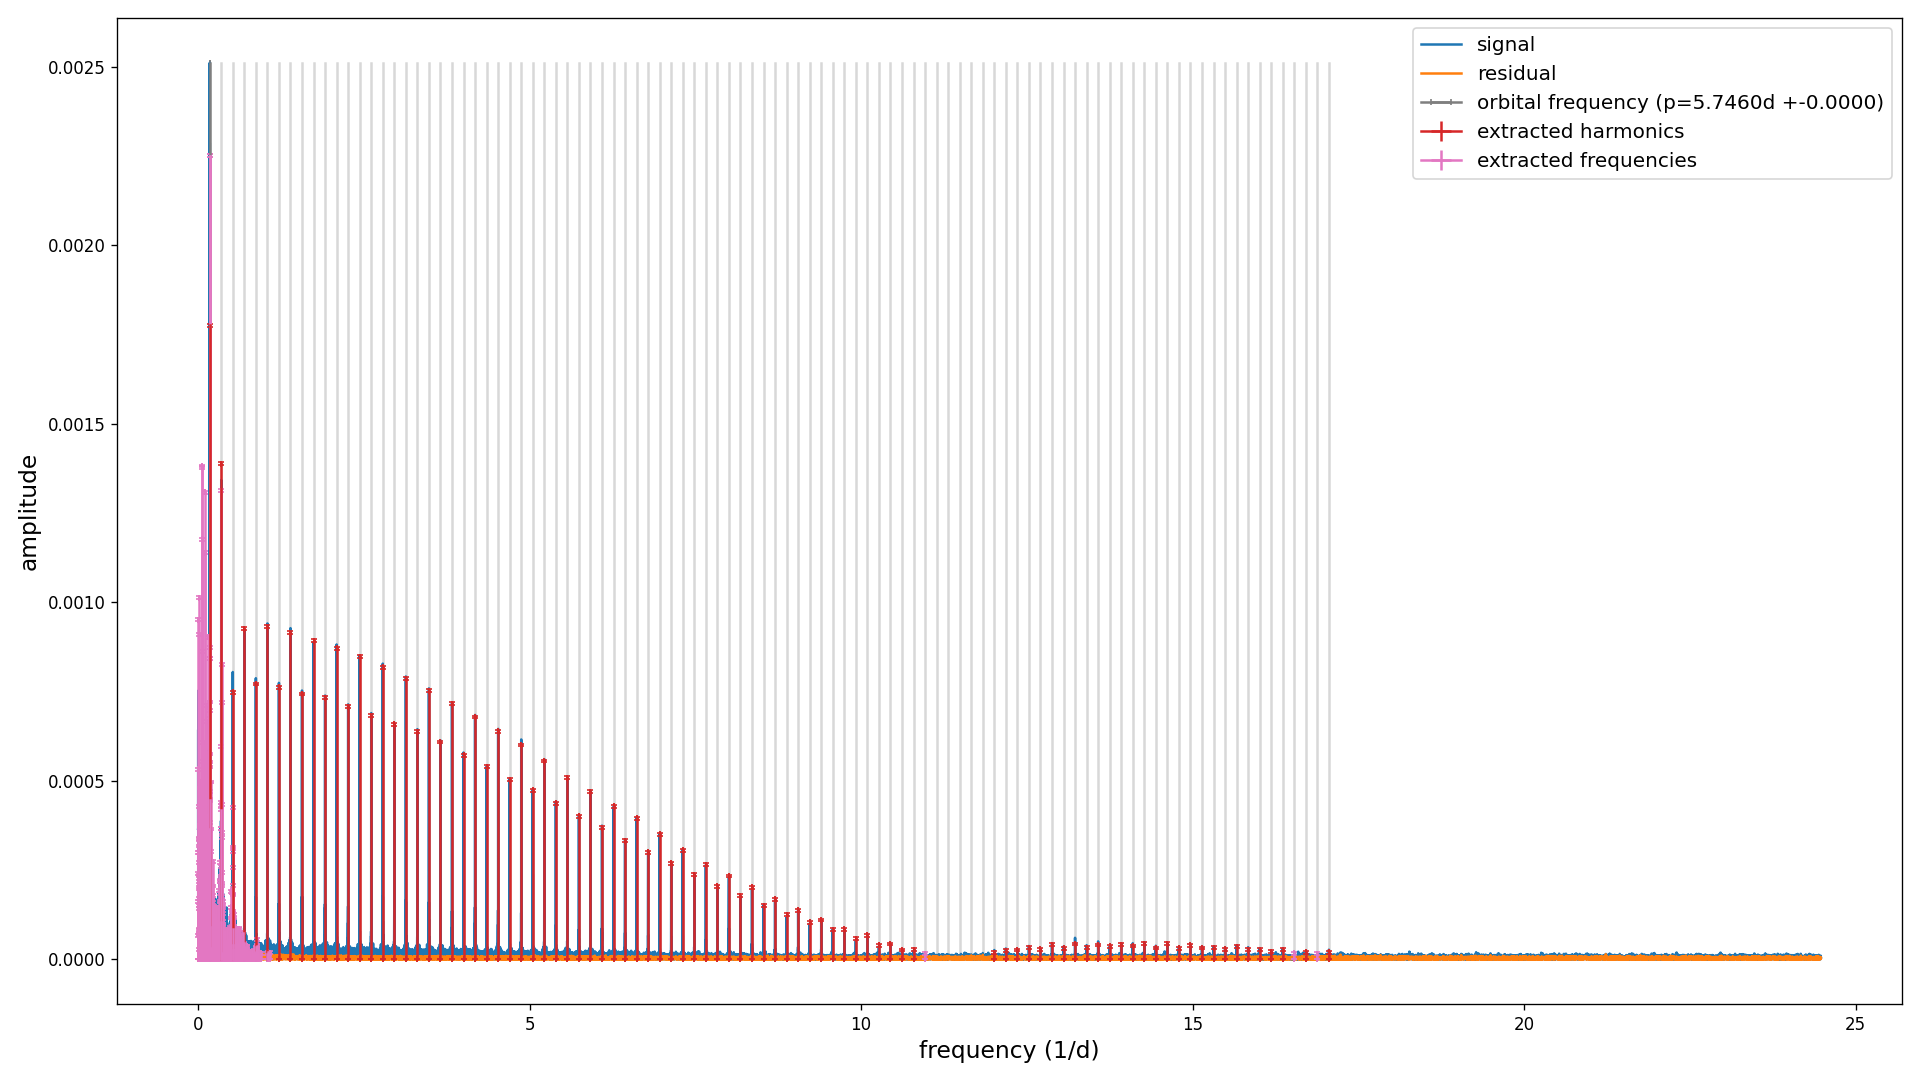 signal
residual
orbital frequency (p=5.7460d +-0.0000)
extracted harmonics
extracted frequencies
0.0025
0.0020
0.0015
0.0010
0.0005
0.0000
amplitude
0 5 10 15 20 25
frequency (1/d)